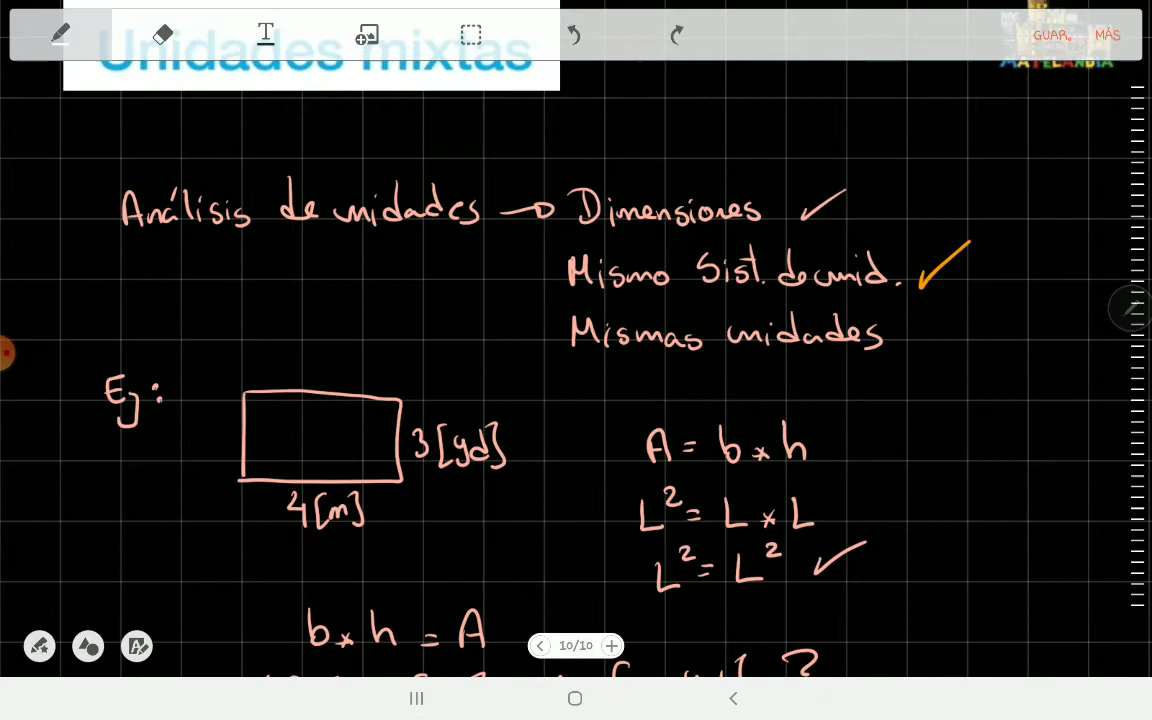 Unidades mixtas
GUAR. MÁS
MATELANDIA
Análisis de unidades → Dimensiones ✓
Mismo Sist. de unid. ✓
Mismas unidades
Ej:
3[yd]
4[m]
A = b * h
L² = L * L
L² = L² ✓
b * h = A
10/10
?